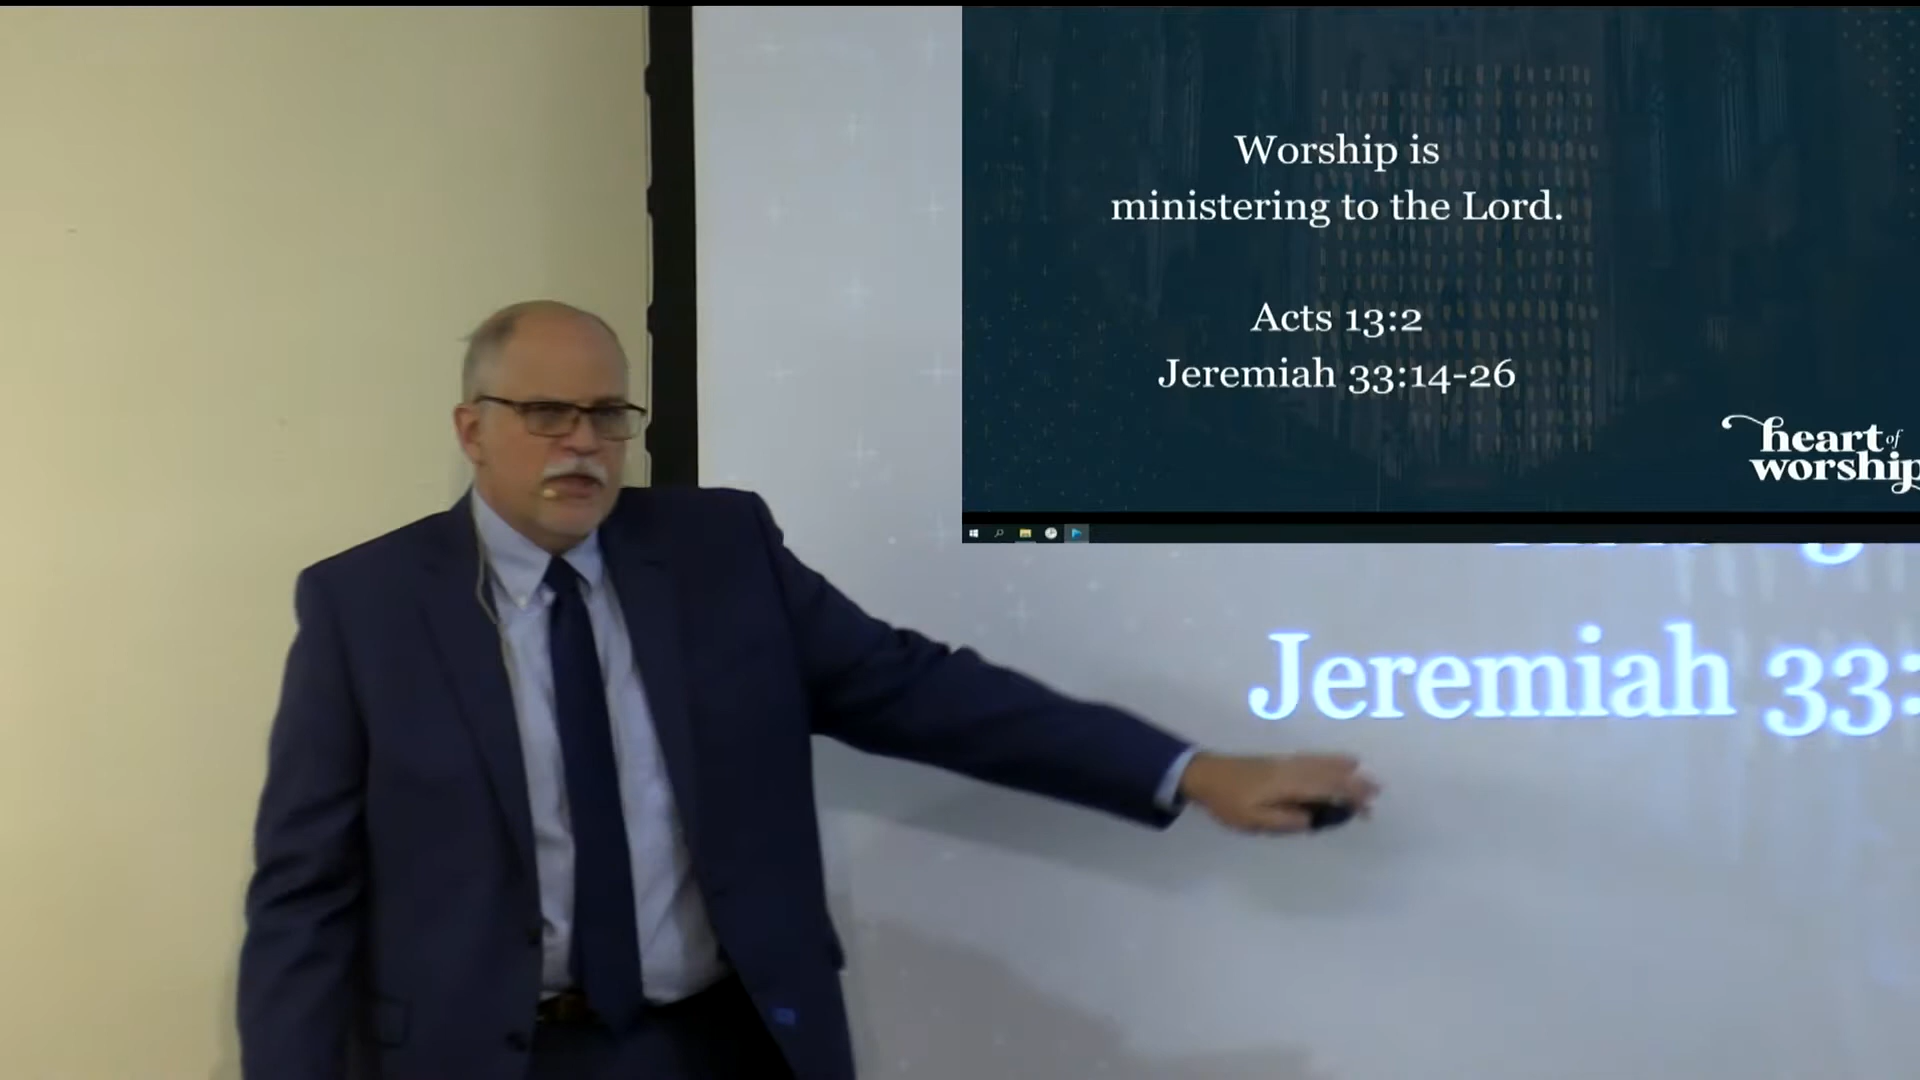 Worship is
ministering to the Lord.
Acts 13:2
Jeremiah 33:14-26
heart of
worship
Jeremiah 33: